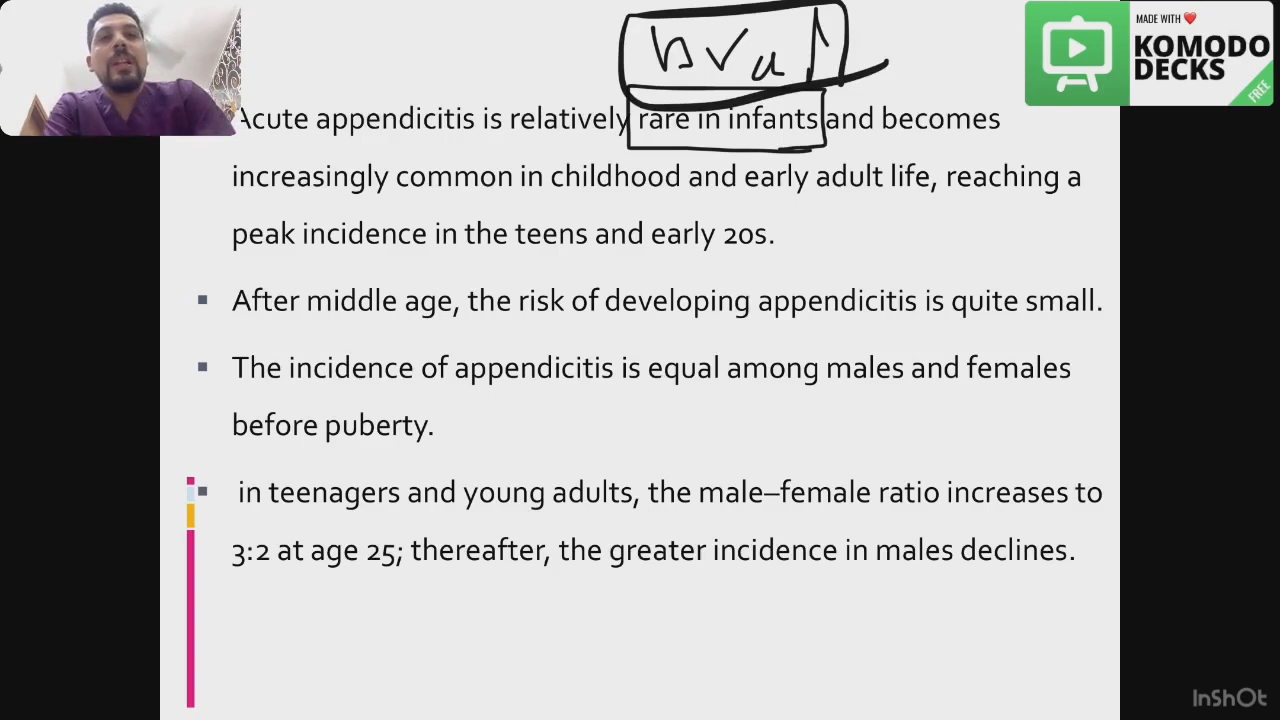 MADE WITH ❤️
KOMODO
DECKS
FREE
Acute appendicitis is relatively rare in infants and becomes
increasingly common in childhood and early adult life, reaching a
peak incidence in the teens and early 20s.
▪ After middle age, the risk of developing appendicitis is quite small.
▪ The incidence of appendicitis is equal among males and females
before puberty.
▪ in teenagers and young adults, the male–female ratio increases to
3:2 at age 25; thereafter, the greater incidence in males declines.
InShOt